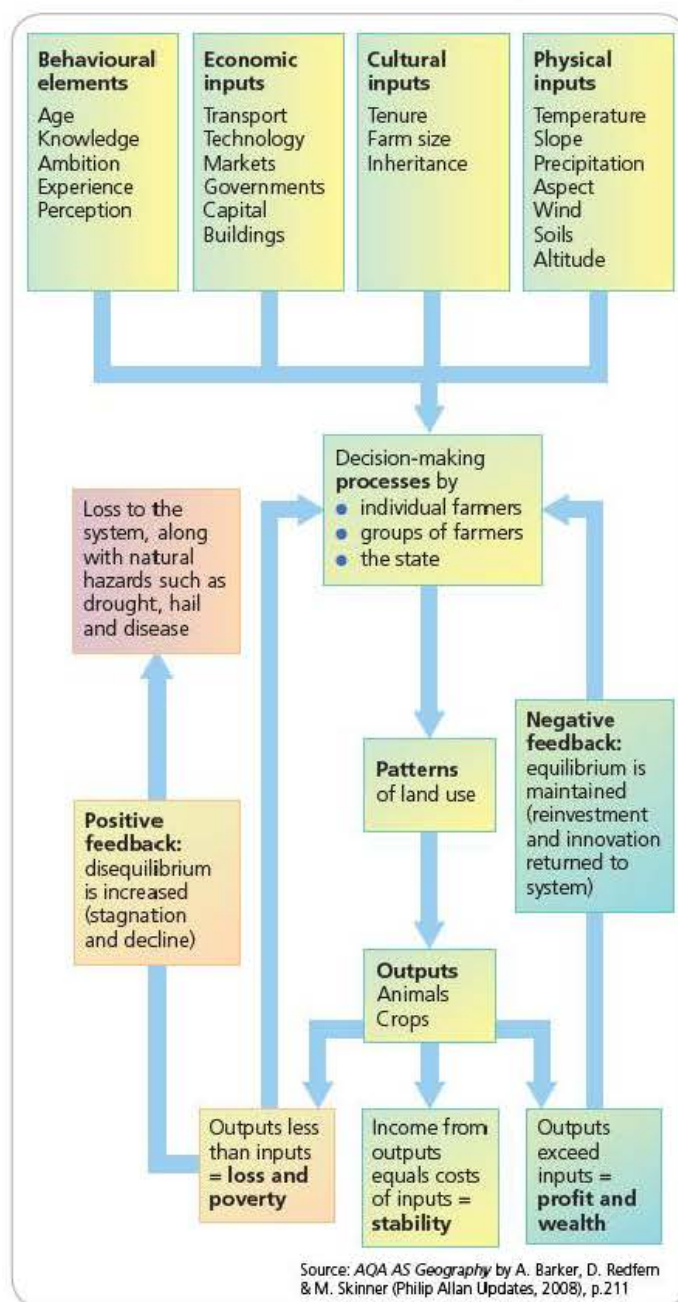 Behavioural
elements
Age
Knowledge
Ambition
Experience
Perception
Economic
inputs
Transport
Technology
Markets
Governments
Capital
Buildings
Cultural
inputs
Tenure
Farm size
Inheritance
Physical
inputs
Temperature
Slope
Precipitation
Aspect
Wind
Soils
Altitude
Decision-making
processes by
• individual farmers
• groups of farmers
• the state
Loss to the
system, along
with natural
hazards such as
drought, hail
and disease
Negative
feedback:
equilibrium is
maintained
(reinvestment
and innovation
returned to
system)
Patterns
of land use
Positive
feedback:
disequilibrium
is increased
(stagnation
and decline)
Outputs
Animals
Crops
Outputs less
than inputs
= loss and
poverty
Income from
outputs
equals costs
of inputs =
stability
Outputs
exceed
inputs =
profit and
wealth
Source: AQA AS Geography by A. Barker, D. Redfern
& M. Skinner (Philip Allan Updates, 2008), p.211